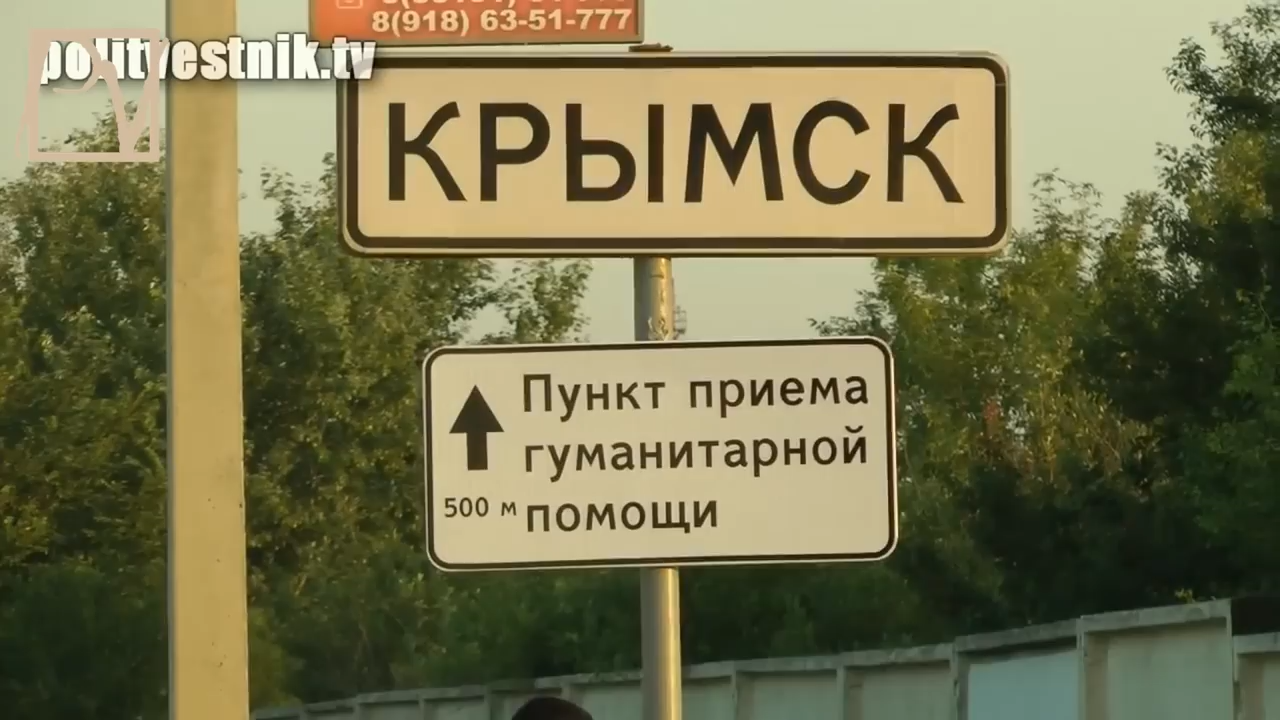 8(918) 63-51-777
politvestnik.tv
КРЫМСК
Пункт приема
гуманитарной
500 м помощи